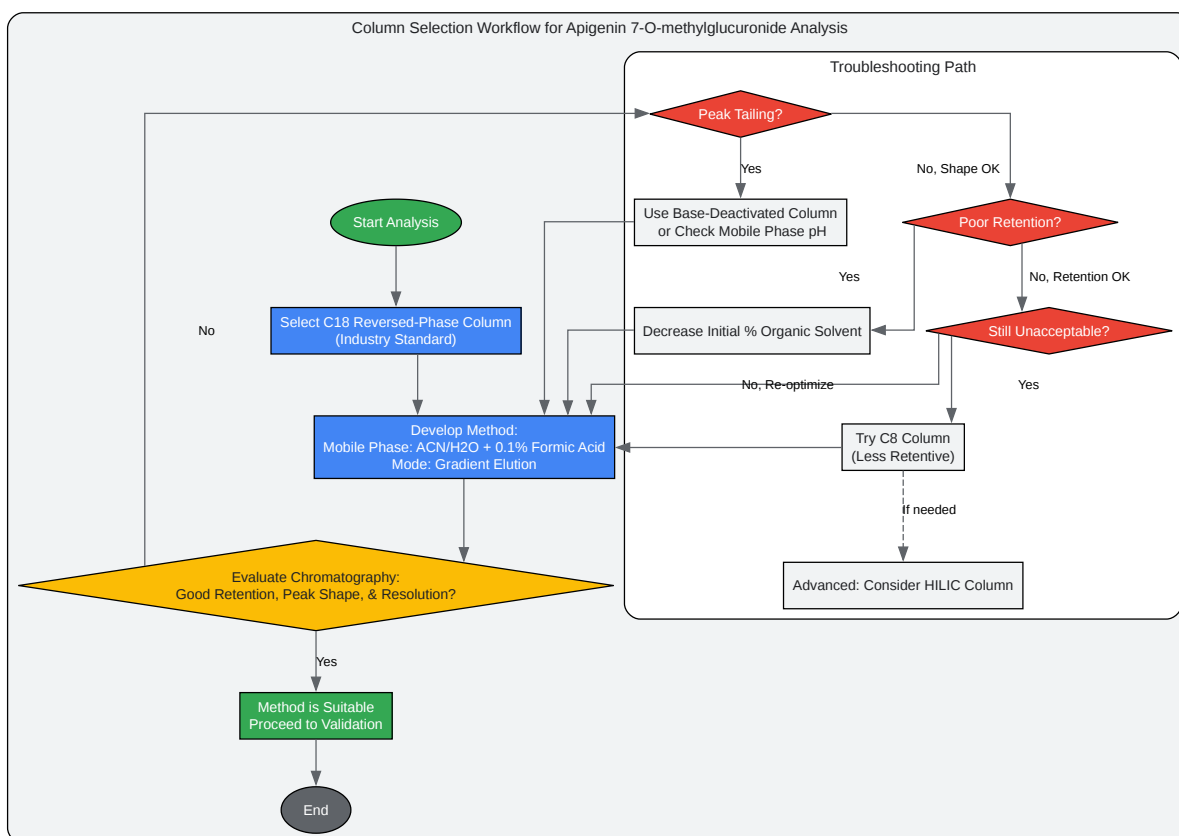 Column Selection Workflow for Apigenin 7-O-methylglucuronide Analysis
Troubleshooting Path
Peak Tailing?
Yes
No, Shape OK
Start Analysis
Use Base-Deactivated Column
or Check Mobile Phase pH
Poor Retention?
Yes
No, Retention OK
No
Select C18 Reversed-Phase Column
(Industry Standard)
Decrease Initial % Organic Solvent
Still Unacceptable?
No, Re-optimize
Yes
Develop Method:
Mobile Phase: ACN/H2O + 0.1% Formic Acid
Mode: Gradient Elution
Try C8 Column
(Less Retentive)
If needed
Evaluate Chromatography:
Good Retention, Peak Shape, & Resolution?
Advanced: Consider HILIC Column
Yes
Method is Suitable
Proceed to Validation
End